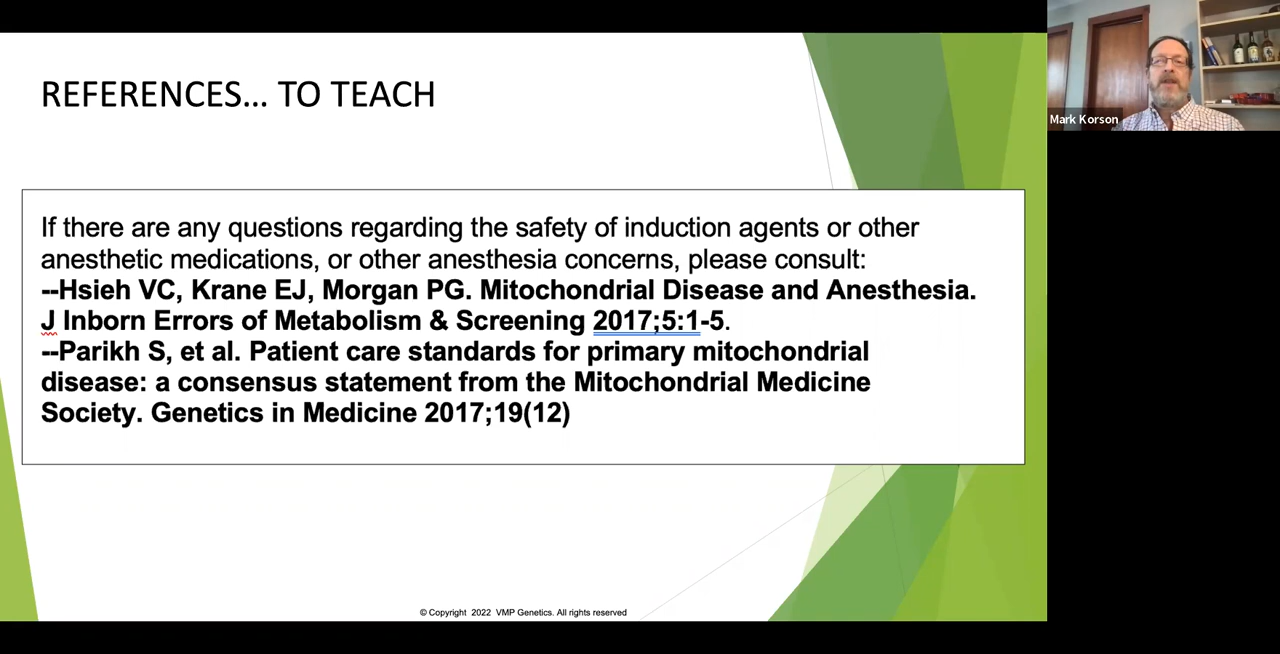 REFERENCES... TO TEACH
Mark Korson
If there are any questions regarding the safety of induction agents or other
anesthetic medications, or other anesthesia concerns, please consult:
--Hsieh VC, Krane EJ, Morgan PG. Mitochondrial Disease and Anesthesia.
J Inborn Errors of Metabolism & Screening 2017;5:1-5.
--Parikh S, et al. Patient care standards for primary mitochondrial
disease: a consensus statement from the Mitochondrial Medicine
Society. Genetics in Medicine 2017;19(12)
© Copyright 2022 VMP Genetics. All rights reserved